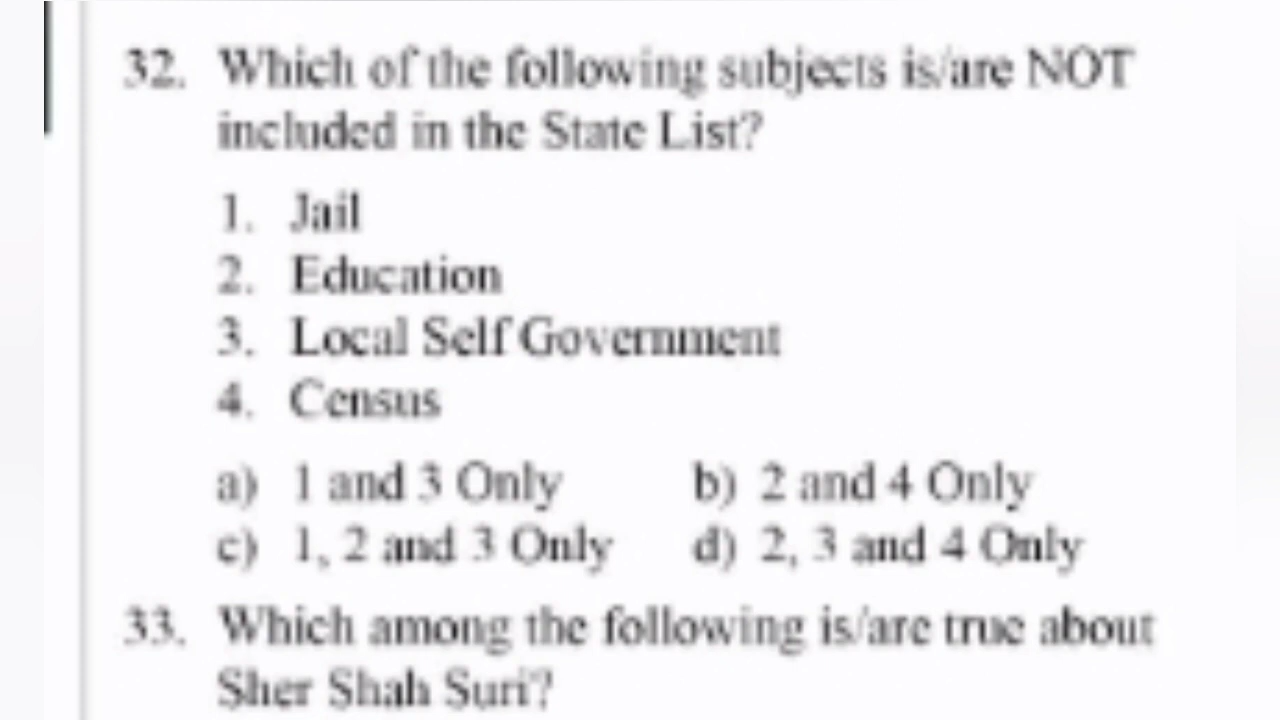 32. Which of the following subjects is/are NOT
included in the State List?
1. Jail
2. Education
3. Local Self Government
4. Census
a) 1 and 3 Only b) 2 and 4 Only
c) 1, 2 and 3 Only d) 2, 3 and 4 Only
33. Which among the following is/are true about
Sher Shah Suri?